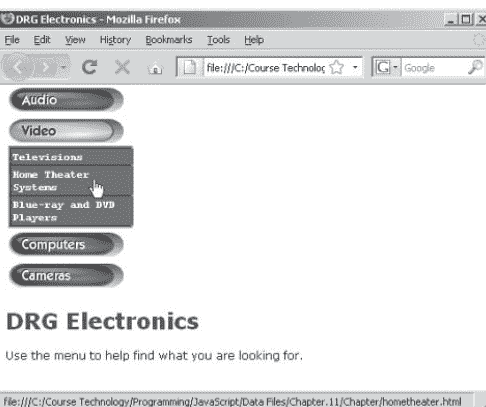 DRG Electronics - Mozilla Firefox
File Edit View History Bookmarks Tools Help
file:///C:/Course Technolog G Google
Audio
Video
Televisions
Home Theater
Systems
Blue-ray and DVD
Players
Computers
Cameras
DRG Electronics
Use the menu to help find what you are looking for.
file:///C:/Course Technology/Programming/JavaScript/Data Files/Chapter.11/Chapter/hometheater.html